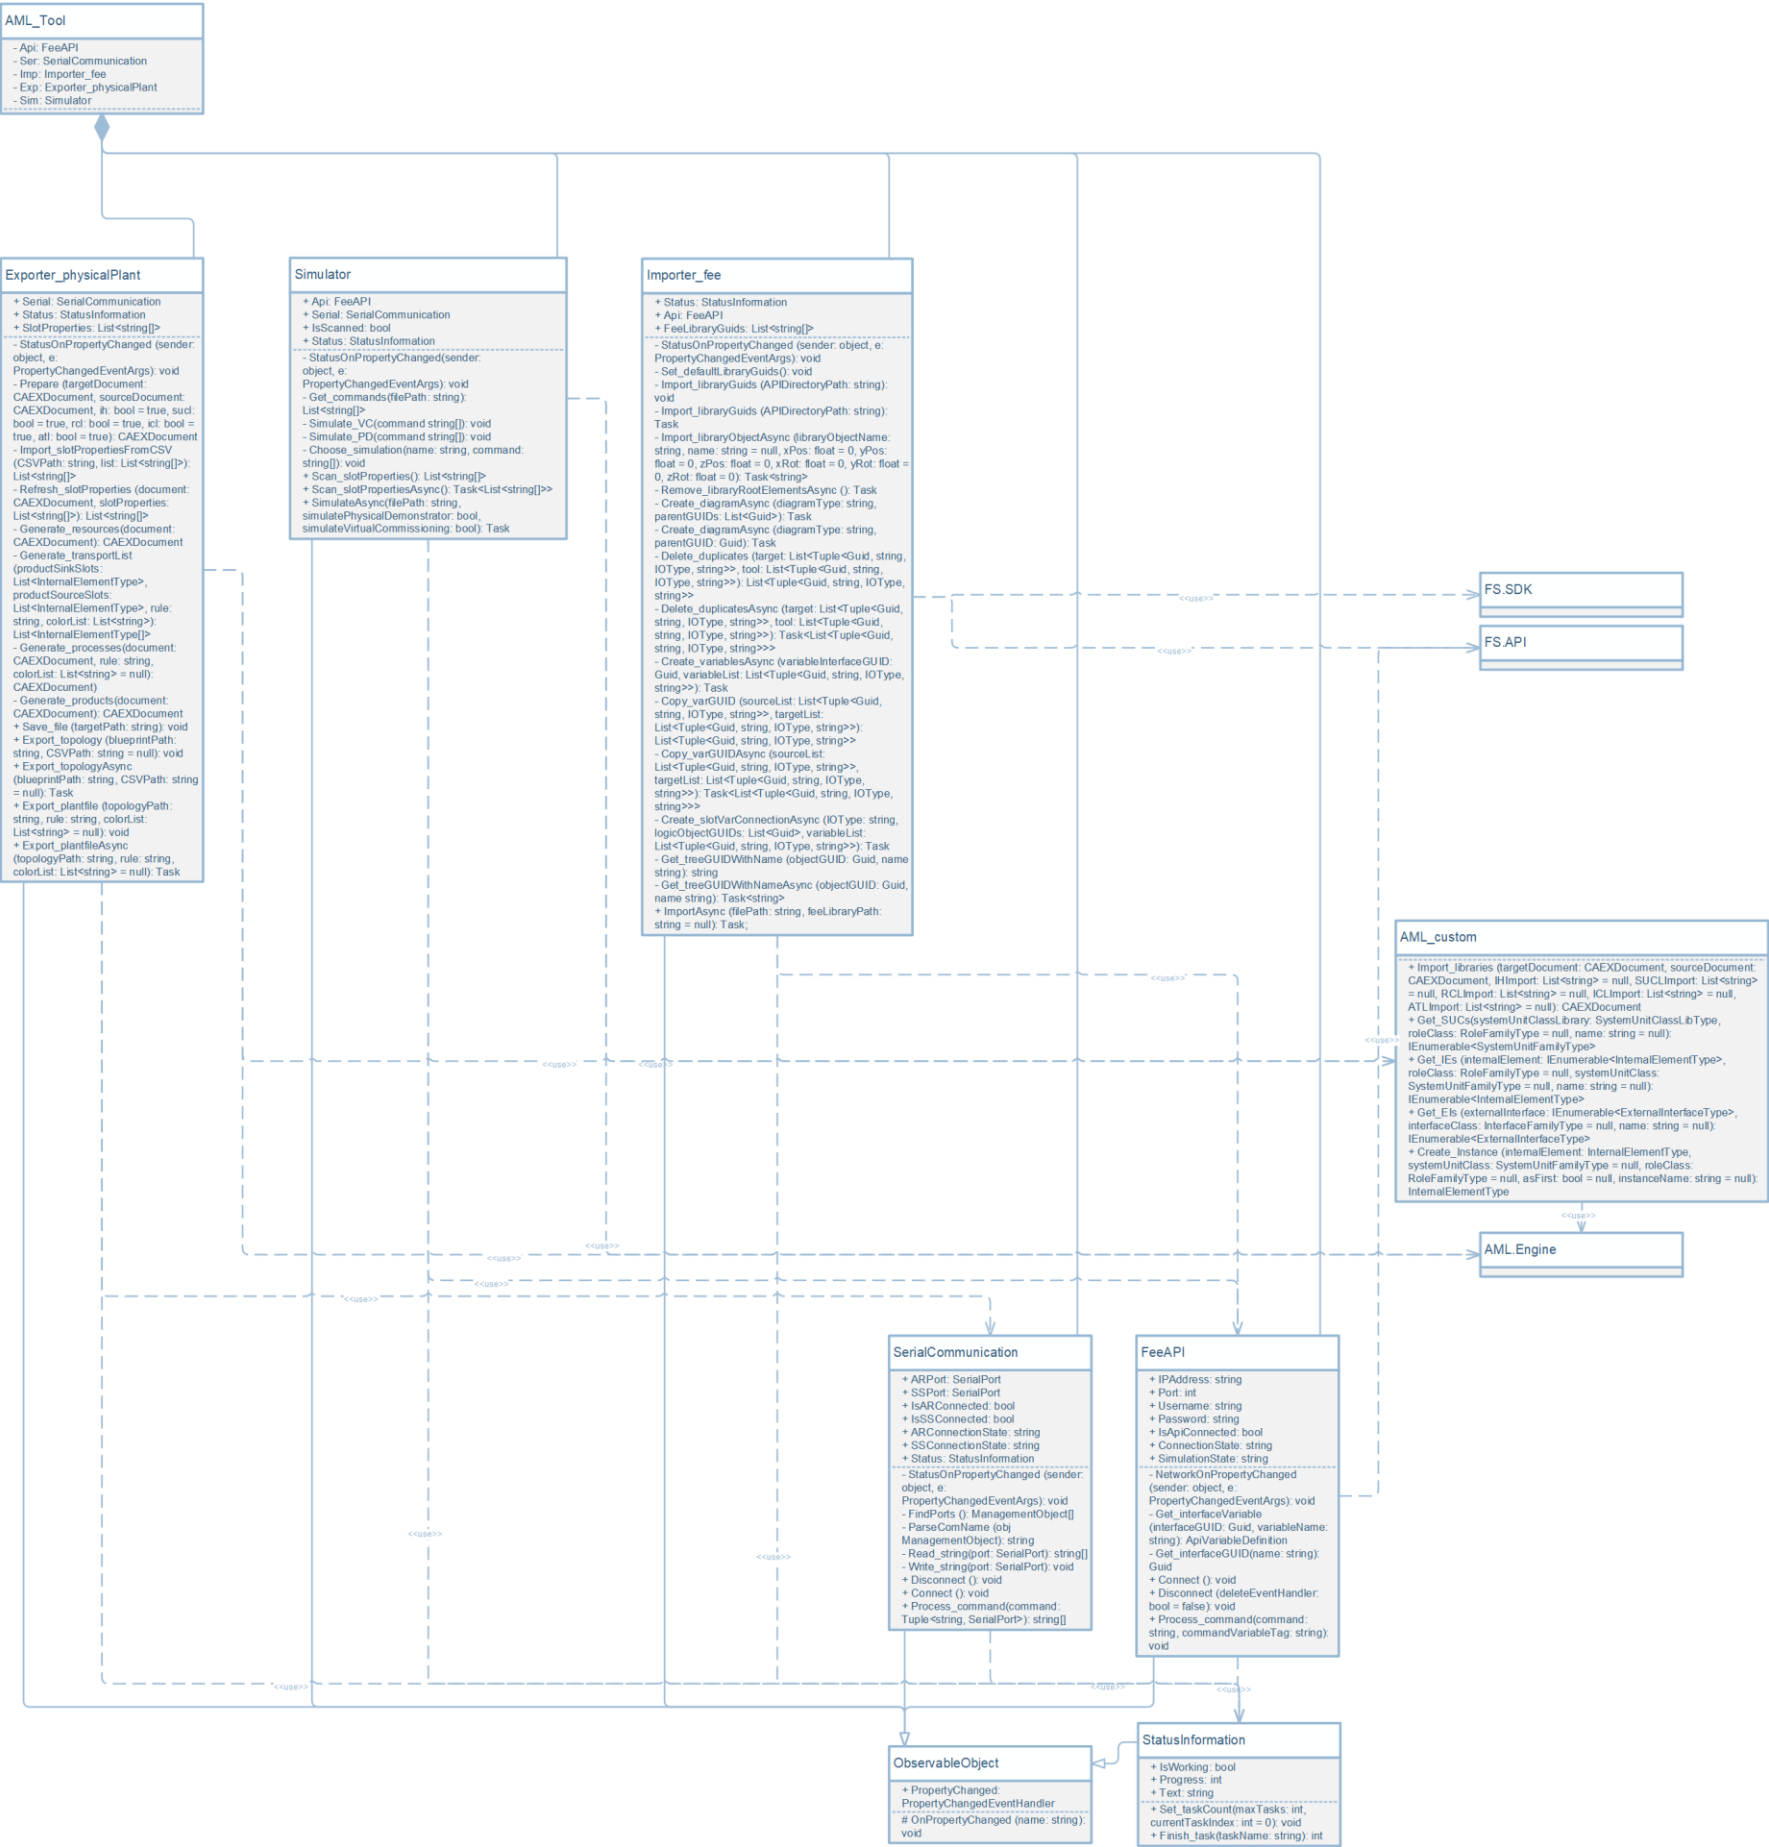 AML_Tool
- Api: FeeAPI
- Ser: SerialCommunication
- Imp: Importer_fee
- Exp: Exporter_physicalPlant
- Sim: Simulator
Exporter_physicalPlant
+ Serial: SerialCommunication
+ Status: StatusInformation
+ SlotProperties: List<string[]>
- StatusOnPropertyChanged (sender:
object, e:
PropertyChangedEventArgs): void
- Prepare (targetDocument:
CAEXDocument, sourceDocument:
CAEXDocument, ih: bool = true, sucl:
bool = true, rcl: bool = true, icl: bool =
true, atl: bool = true): CAEXDocument
- Import_slotPropertiesFromCSV
(CSVPath: string, list: List<string[]>):
List<string[]>
- Refresh_slotProperties (document:
CAEXDocument, slotProperties:
List<string[]>): List<string[]>
- Generate_resources(document:
CAEXDocument): CAEXDocument
- Generate_transportList
(productSinkSlots:
List<InternalElementType>,
productSourceSlots:
List<InternalElementType>, rule:
string, colorList: List<string>):
List<InternalElementType[]>
- Generate_processes(document:
CAEXDocument, rule: string,
colorList: List<string> = null):
CAEXDocument)
- Generate_products(document:
CAEXDocument): CAEXDocument
+ Save_file (targetPath: string): void
+ Export_topology (blueprintPath:
string, CSVPath: string = null): void
+ Export_topologyAsync
(blueprintPath: string, CSVPath: string
= null): Task
+ Export_plantfile (topologyPath:
string, rule: string, colorList:
List<string> = null): void
+ Export_plantfileAsync
(topologyPath: string, rule: string,
colorList: List<string> = null): Task
Simulator
+ Api: FeeAPI
+ Serial: SerialCommunication
+ IsScanned: bool
+ Status: StatusInformation
- StatusOnPropertyChanged(sender:
object, e:
PropertyChangedEventArgs): void
- Get_commands(filePath: string):
List<string[]>
- Simulate_VC(command string[]): void
- Simulate_PD(command string[]): void
- Choose_simulation(name: string, command:
string[]): void
+ Scan_slotProperties(): List<string[]>
+ Scan_slotPropertiesAsync(): Task<List<string[]>>
+ SimulateAsync(filePath: string,
simulatePhysicalDemonstrator: bool,
simulateVirtualCommissioning: bool): Task
Importer_fee
+ Status: StatusInformation
+ Api: FeeAPI
+ FeeLibraryGuids: List<string[]>
- StatusOnPropertyChanged (sender: object, e:
PropertyChangedEventArgs): void
- Set_defaultLibraryGuids(): void
- Import_libraryGuids (APIDirectoryPath: string):
void
- Import_libraryGuids (APIDirectoryPath: string):
Task
- Import_libraryObjectAsync (libraryObjectName:
string, name: string = null, xPos: float = 0, yPos:
float = 0, zPos: float = 0, xRot: float = 0, yRot: float =
0, zRot: float = 0): Task<string>
- Remove_libraryRootElementsAsync (): Task
- Create_diagramAsync (diagramType: string,
parentGUIDs: List<Guid>): Task
- Create_diagramAsync (diagramType: string,
parentGUID: Guid): Task
- Delete_duplicates (target: List<Tuple<Guid, string,
IOType, string>>, tool: List<Tuple<Guid, string,
IOType, string>>): List<Tuple<Guid, string, IOType,
string>>
- Delete_duplicatesAsync (target: List<Tuple<Guid,
string, IOType, string>>, tool: List<Tuple<Guid,
string, IOType, string>>): Task<List<Tuple<Guid,
string, IOType, string>>>
- Create_variablesAsync (variableInterfaceGUID:
Guid, variableList: List<Tuple<Guid, string, IOType,
string>>): Task
- Copy_varGUID (sourceList: List<Tuple<Guid,
string, IOType, string>>, targetList:
List<Tuple<Guid, string, IOType, string>>):
List<Tuple<Guid, string, IOType, string>>
- Copy_varGUIDAsync (sourceList:
List<Tuple<Guid, string, IOType, string>>,
targetList: List<Tuple<Guid, string, IOType,
string>>): Task<List<Tuple<Guid, string, IOType,
string>>>
- Create_slotVarConnectionAsync (IOType: string,
logicObjectGUIDs: List<Guid>, variableList:
List<Tuple<Guid, string, IOType, string>>): Task
- Get_treeGUIDWithName (objectGUID: Guid, name
string): string
- Get_treeGUIDWithNameAsync (objectGUID: Guid,
name string): Task<string>
+ ImportAsync (filePath: string, feeLibraryPath:
string = null): Task;
<<use>>
FS.SDK
<<use>>
FS.API
<<use>>
<<use>>
<<use>>
<<use>>
AML_custom
+ Import_libraries (targetDocument: CAEXDocument, sourceDocument:
CAEXDocument, IHImport: List<string> = null, SUCLImport: List<string>
= null, RCLImport: List<string> = null, ICLImport: List<string> = null,
ATLImport: List<string> = null): CAEXDocument
+ Get_SUCs(systemUnitClassLibrary: SystemUnitClassLibType,
roleClass: RoleFamilyType = null, name: string = null):
IEnumerable<SystemUnitFamilyType>
+ Get_IEs (internalElement: IEnumerable<InternalElementType>,
roleClass: RoleFamilyType = null, systemUnitClass:
SystemUnitFamilyType = null, name: string = null):
IEnumerable<InternalElementType>
+ Get_EIs (externalInterface: IEnumerable<ExternalInterfaceType>,
interfaceClass: InterfaceFamilyType = null, name: string = null):
IEnumerable<ExternalInterfaceType>
+ Create_Instance (internalElement: InternalElementType,
systemUnitClass: SystemUnitFamilyType = null, roleClass:
RoleFamilyType = null, asFirst: bool = null, instanceName: string = null):
InternalElementType
<<use>>
AML.Engine
<<use>>
<<use>>
<<use>>
<<use>>
SerialCommunication
+ ARPort: SerialPort
+ SSPort: SerialPort
+ IsARConnected: bool
+ IsSSConnected: bool
+ ARConnectionState: string
+ SSConnectionState: string
+ Status: StatusInformation
- StatusOnPropertyChanged (sender:
object, e:
PropertyChangedEventArgs): void
- FindPorts (): ManagementObject[]
- ParseComName (obj
ManagementObject): string
- Read_string(port: SerialPort): string[]
- Write_string(port: SerialPort): void
+ Disconnect (): void
+ Connect (): void
+ Process_command(command:
Tuple<string, SerialPort>): string[]
FeeAPI
+ IPAddress: string
+ Port: int
+ Username: string
+ Password: string
+ IsApiConnected: bool
+ ConnectionState: string
+ SimulationState: string
- NetworkOnPropertyChanged
(sender: object, e:
PropertyChangedEventArgs): void
- Get_interfaceVariable
(interfaceGUID: Guid, variableName:
string): ApiVariableDefinition
- Get_interfaceGUID(name: string):
Guid
+ Connect (): void
+ Disconnect (deleteEventHandler:
bool = false): void
+ Process_command(command:
string, commandVariableTag: string):
void
<<use>>
<<use>>
<<use>>
<<use>>
<<use>>
ObservableObject
+ PropertyChanged:
PropertyChangedEventHandler
# OnPropertyChanged (name: string):
void
StatusInformation
+ IsWorking: bool
+ Progress: int
+ Text: string
+ Set_taskCount(maxTasks: int,
currentTaskIndex: int = 0): void
+ Finish_task(taskName: string): int